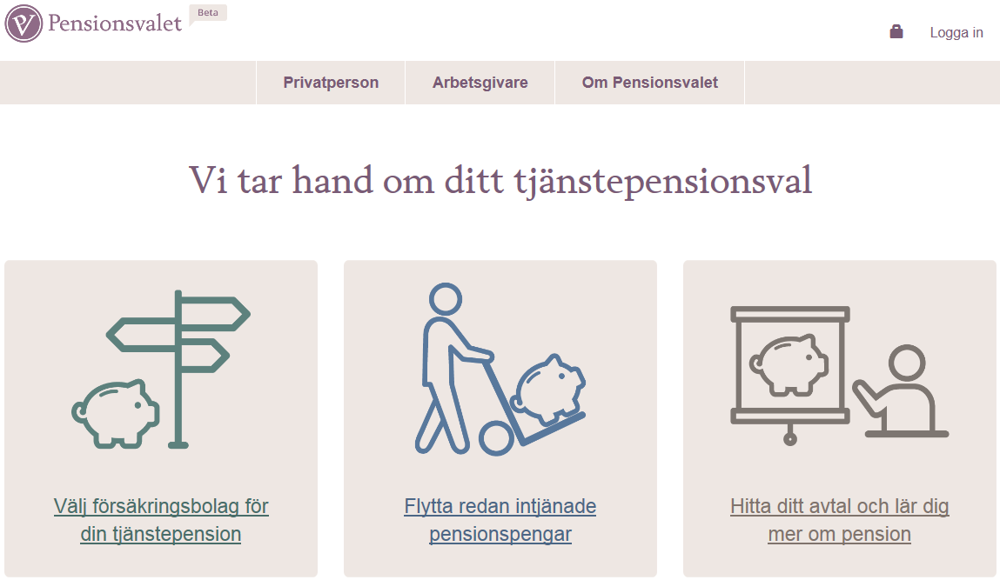 Pensionsvalet
Beta
Logga in
Privatperson
Arbetsgivare
Om Pensionsvalet
Vi tar hand om ditt tjänstepensionsval
Välj försäkringsbolag för
din tjänstepension
Flytta redan intjänade
pensionspengar
Hitta ditt avtal och lär dig
mer om pension